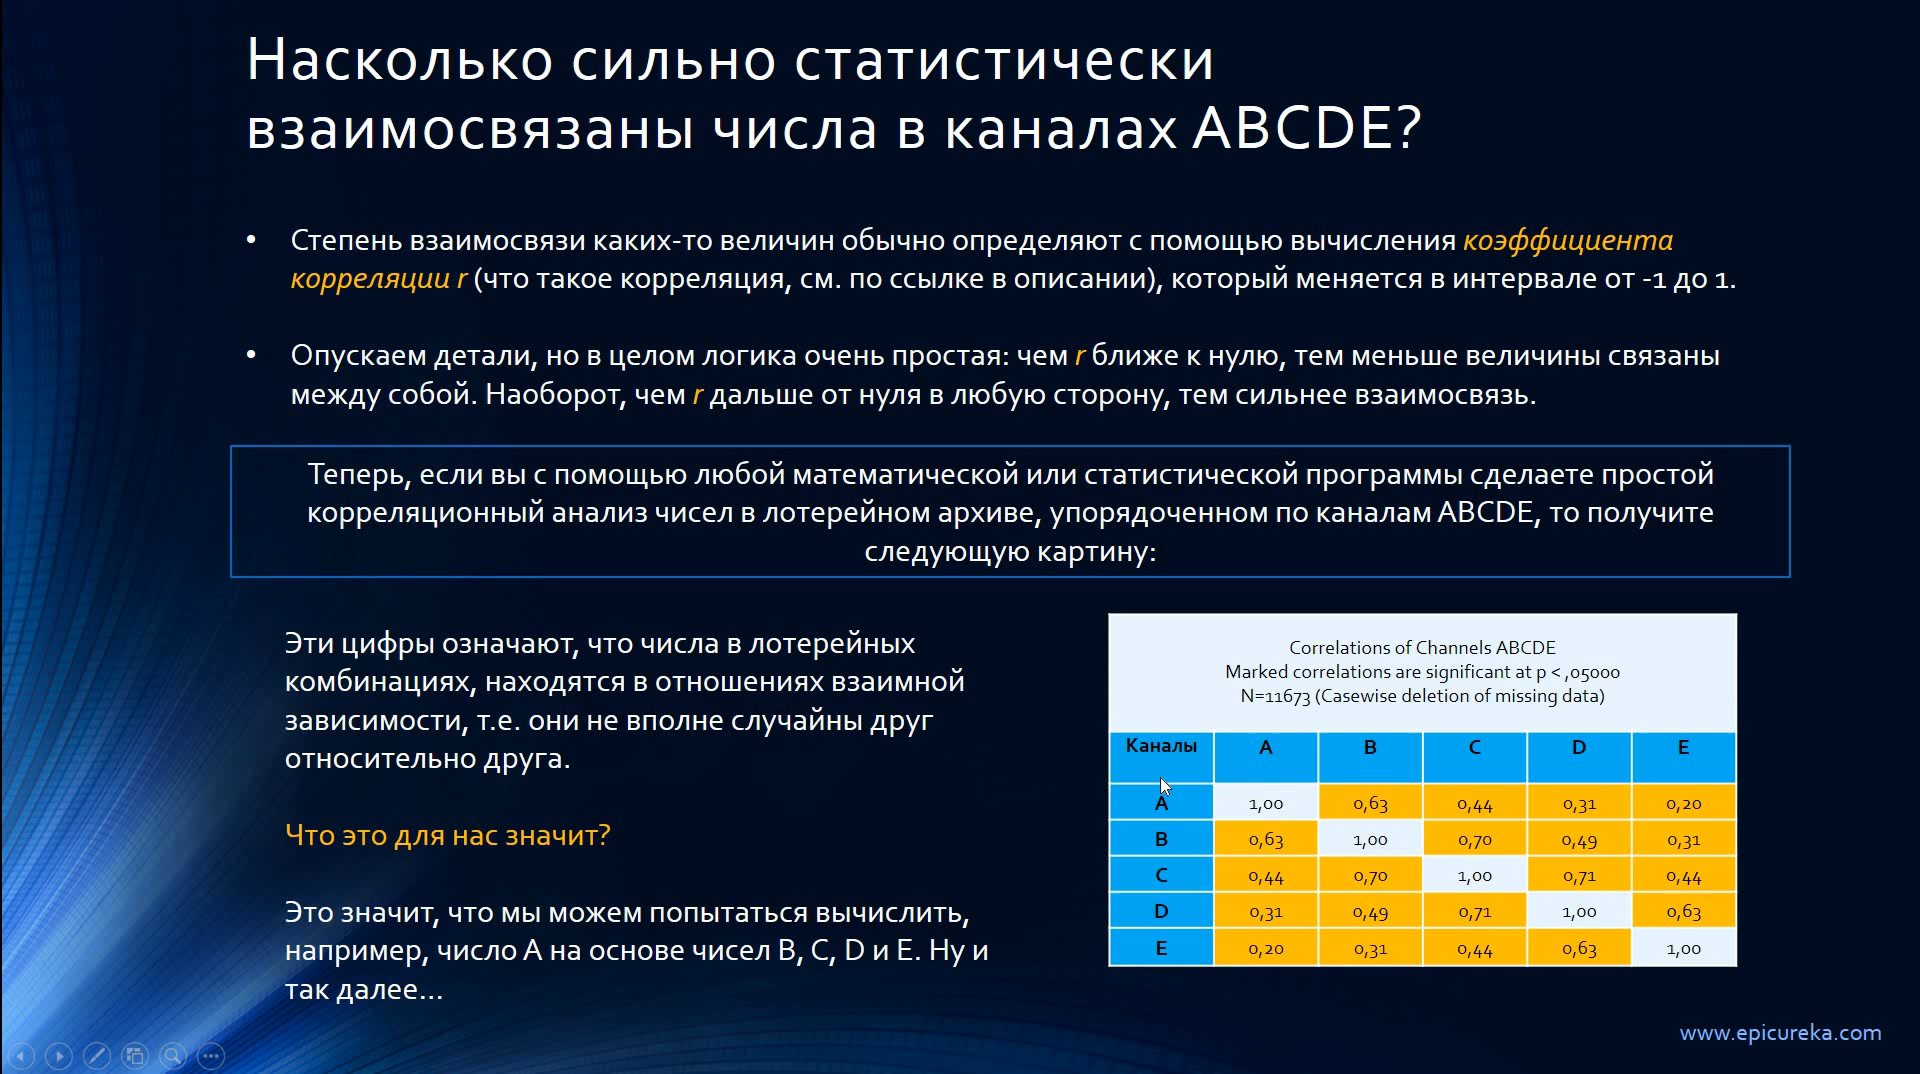 Насколько сильно статистически
взаимосвязаны числа в каналах ABCDE?
• Степень взаимосвязи каких-то величин обычно определяют с помощью вычисления коэффициента
корреляции r (что такое корреляция, см. по ссылке в описании), который меняется в интервале от -1 до 1.
• Опускаем детали, но в целом логика очень простая: чем r ближе к нулю, тем меньше величины связаны
между собой. Наоборот, чем r дальше от нуля в любую сторону, тем сильнее взаимосвязь.
Теперь, если вы с помощью любой математической или статистической программы сделаете простой
корреляционный анализ чисел в лотерейном архиве, упорядоченном по каналам ABCDE, то получите
следующую картину:
Эти цифры означают, что числа в лотерейных
комбинациях, находятся в отношениях взаимной
зависимости, т.е. они не вполне случайны друг
относительно друга.
Что это для нас значит?
Это значит, что мы можем попытаться вычислить,
например, число A на основе чисел B, C, D и E. Ну и
так далее...
Correlations of Channels ABCDE
Marked correlations are significant at p < ,05000
N=11673 (Casewise deletion of missing data)
Каналы A B C D E
A 1,00 0,63 0,44 0,31 0,20
B 0,63 1,00 0,70 0,49 0,31
C 0,44 0,70 1,00 0,71 0,44
D 0,31 0,49 0,71 1,00 0,63
E 0,20 0,31 0,44 0,63 1,00
www.epicureka.com